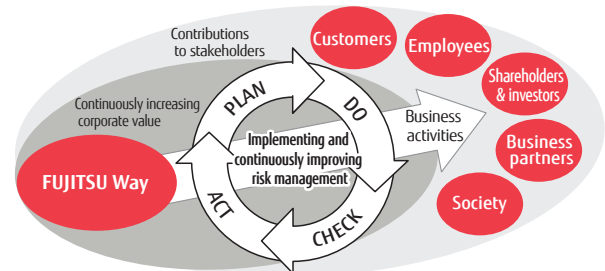 Contributions
to stakeholders
Customers
Employees
Shareholders
& investors
Business
partners
Society
Continuously increasing
corporate value
PLAN
DO
CHECK
ACT
Implementing and
continuously improving
risk management
Business
activities
FUJITSU Way